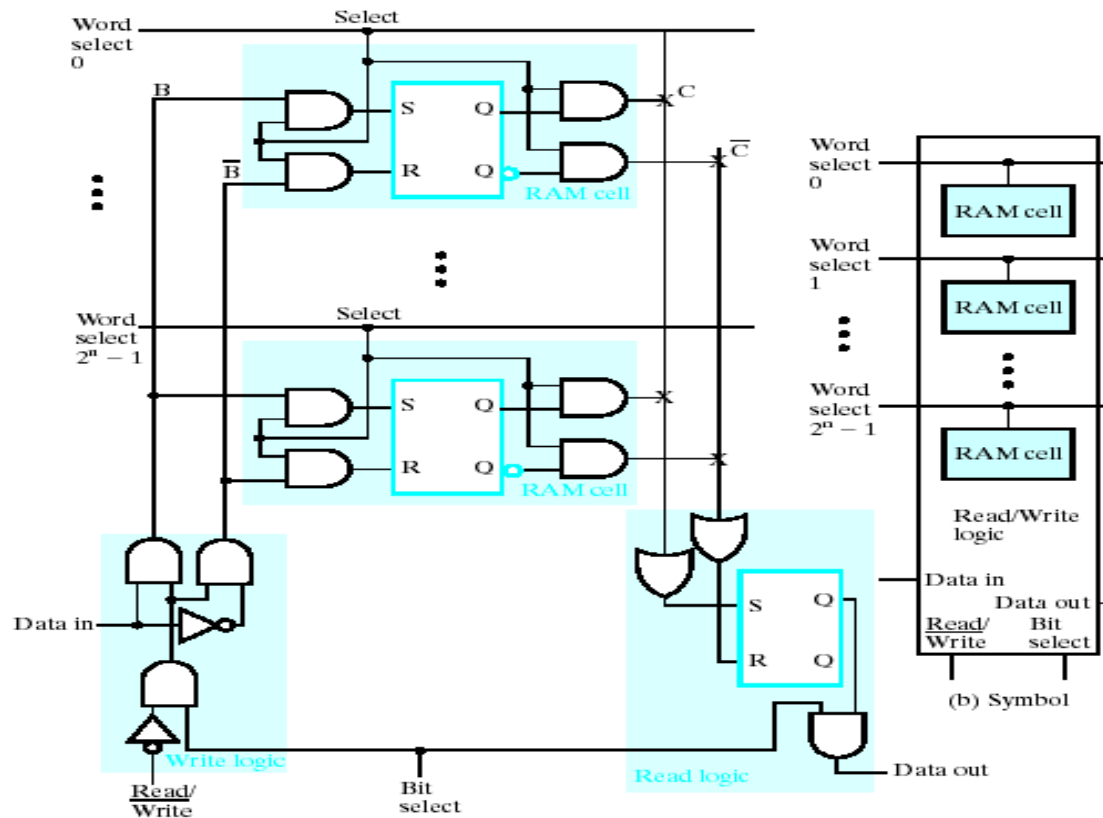 Word
select
0
Select
B
S
Q
C
B̅
R
Q
C̅
RAM cell
Word
select
2ⁿ − 1
Select
S
Q
R
Q
RAM cell
Data in
Write logic
Read/
W̅r̅i̅t̅e̅
Bit
select
S
Q
R
Q
Read logic
Data out
Word
select
0
RAM cell
Word
select
1
RAM cell
Word
select
2ⁿ − 1
RAM cell
Read/Write
logic
Data in
Data out
Read/
W̅r̅i̅t̅e̅
Bit
select
(b) Symbol